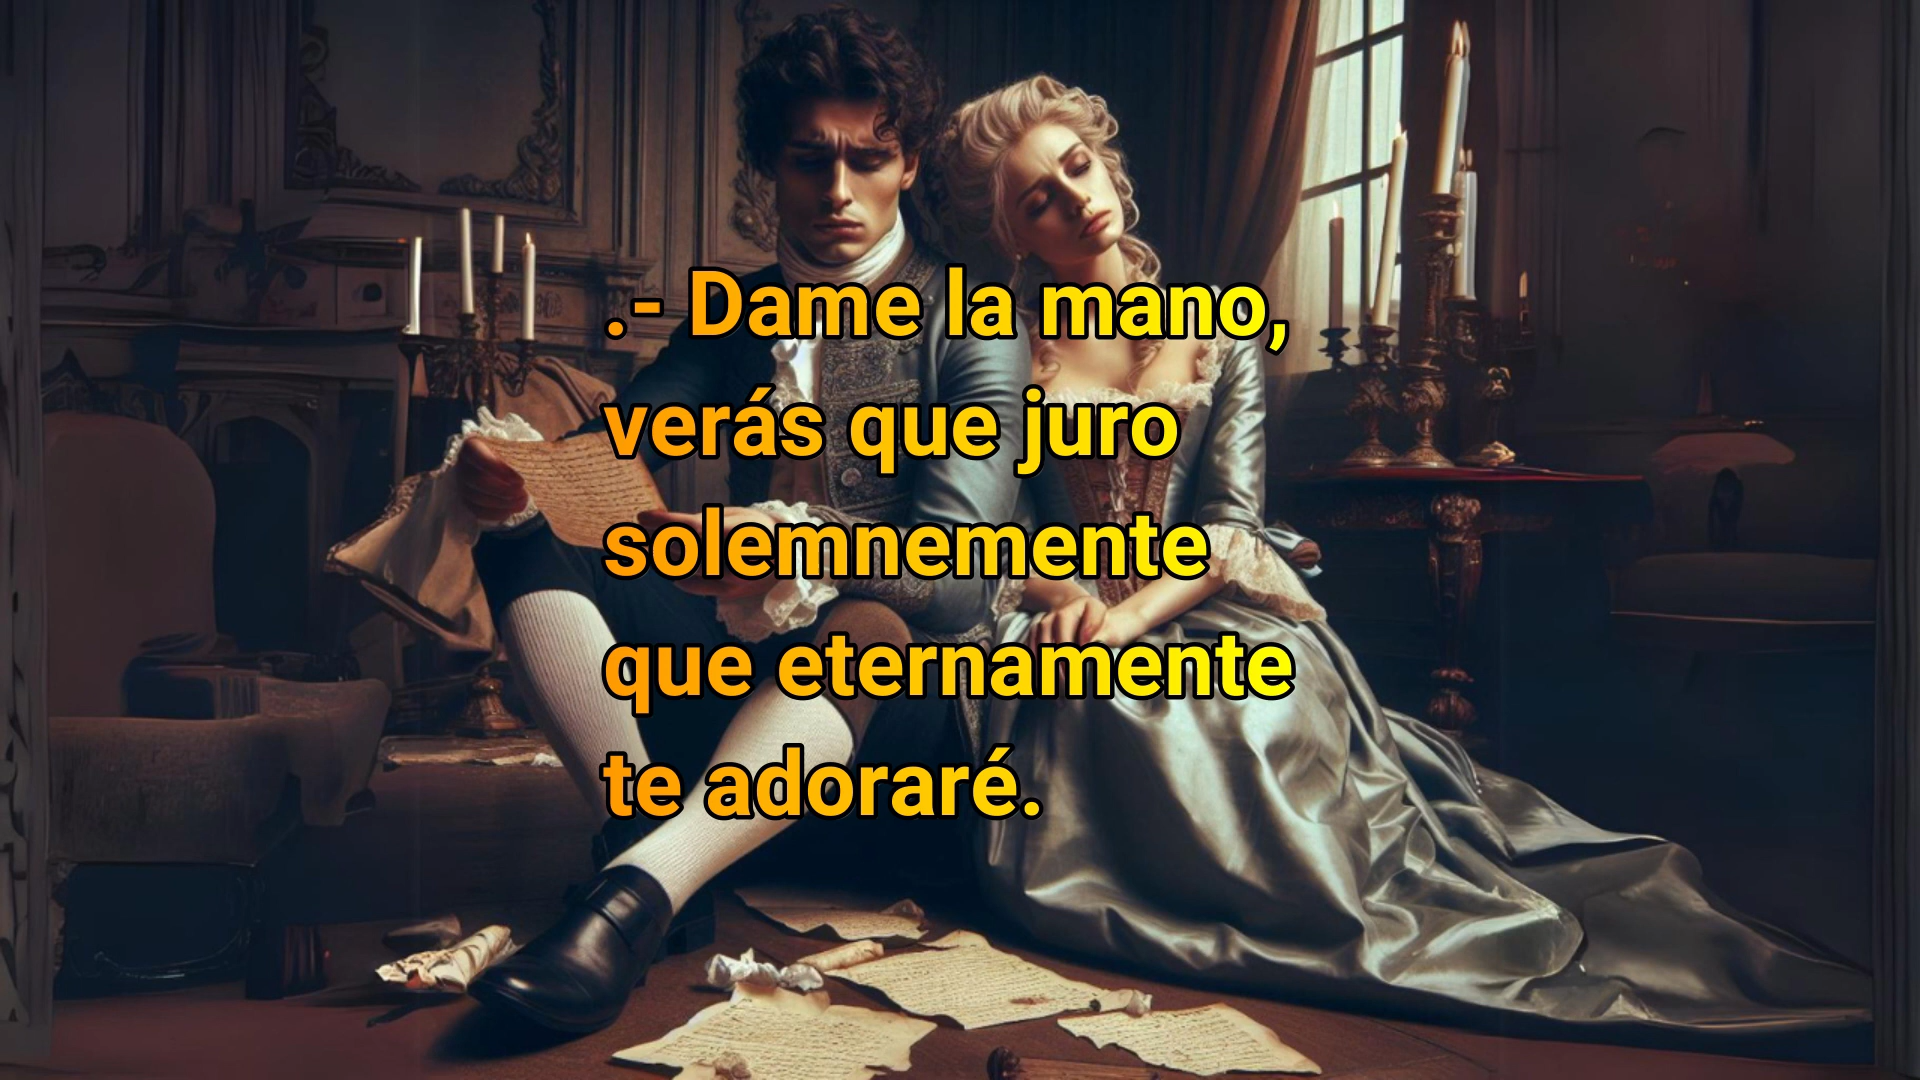 .- Dame la mano,
verás que juro
solemnemente
que eternamente
te adoraré.